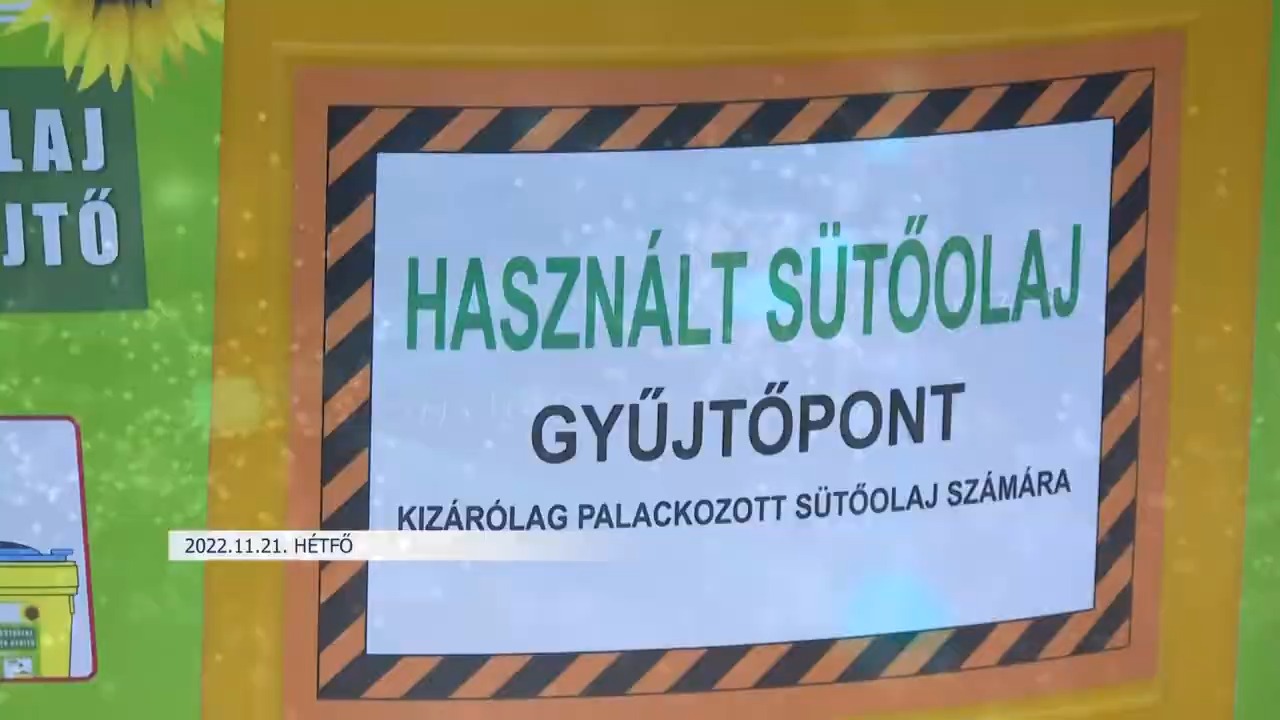 LAJ
JTŐ
HASZNÁLT SÜTŐOLAJ
GYŰJTŐPONT
KIZÁRÓLAG PALACKOZOTT SÜTŐOLAJ SZÁMÁRA
2022.11.21. HÉTFŐ